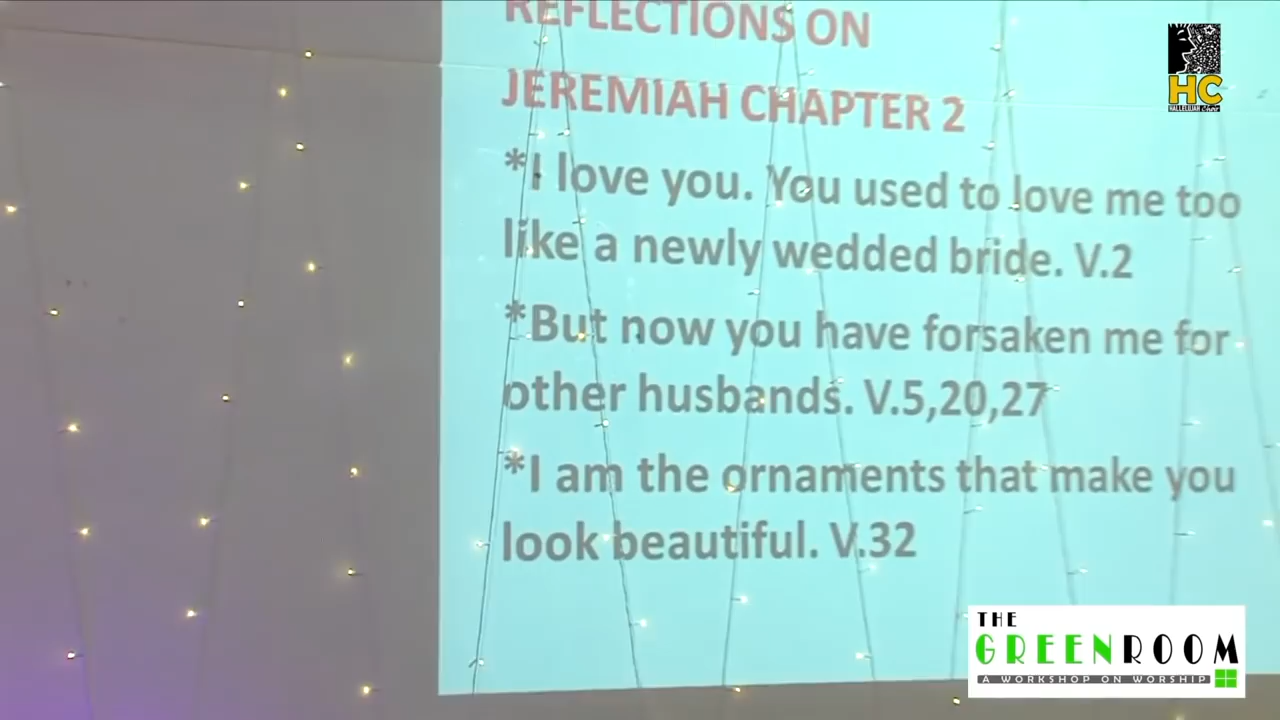 REFLECTIONS ON
JEREMIAH CHAPTER 2
*I love you. You used to love me too
like a newly wedded bride. V.2
*But now you have forsaken me for
other husbands. V.5,20,27
*I am the ornaments that make you
look beautiful. V.32
HC
THE
GREENROOM
A WORKSHOP ON WORSHIP